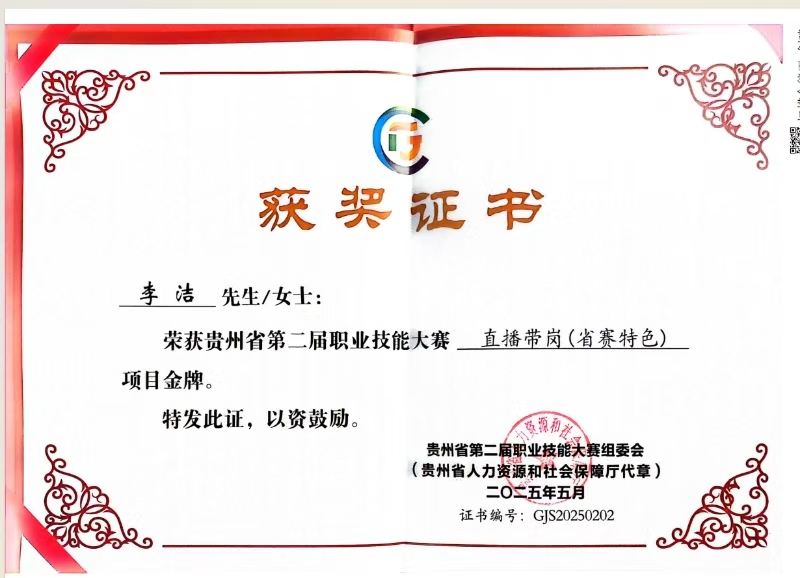 获奖证书
李洁 先生/女士：
荣获贵州省第二届职业技能大赛 直播带岗(省赛特色)
项目金牌。
特发此证，以资鼓励。
贵州省第二届职业技能大赛组委会
（贵州省人力资源和社会保障厅代章）
二〇二五年五月
证书编号：GJS20250202